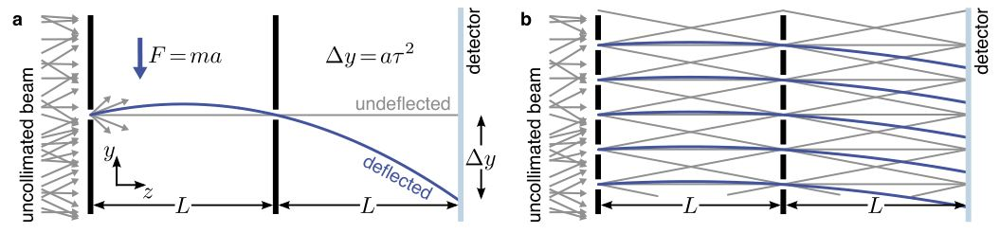 a
uncollimated beam
F = ma
Δy = aτ²
detector
undeflected
deflected
Δy
y
z
L
L
b
uncollimated beam
detector
L
L